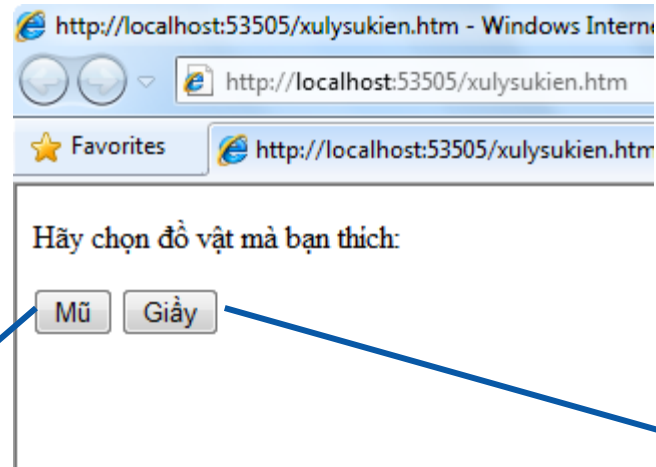 http://localhost:53505/xulysukien.htm - Windows Interne
http://localhost:53505/xulysukien.htm
Favorites http://localhost:53505/xulysukien.htm
Hãy chọn đồ vật mà bạn thích:
Mũ Giầy